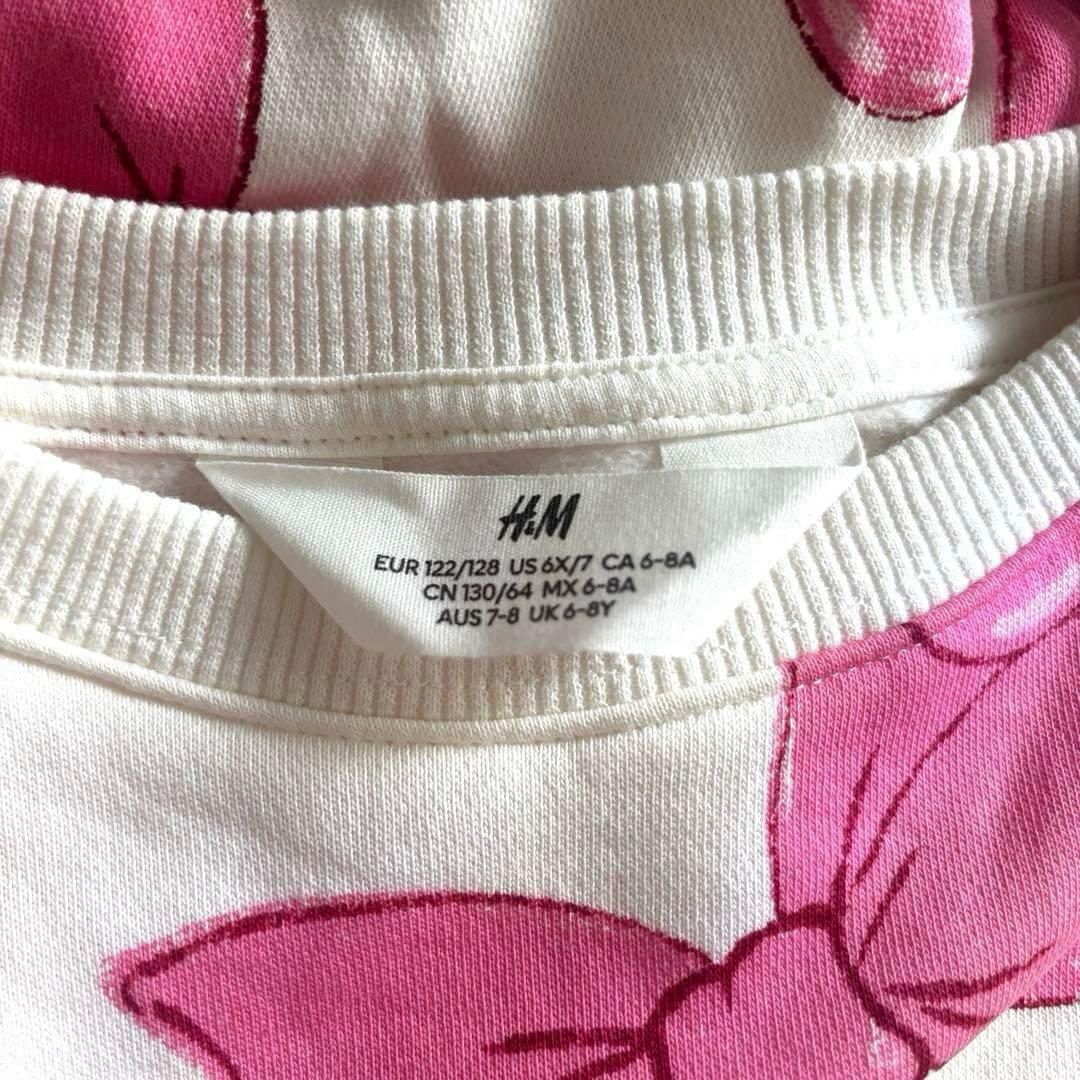 H&M
EUR 122/128 US 6X/7 CA 6-8A
CN 130/64 MX 6-8A
AUS 7-8 UK 6-8Y